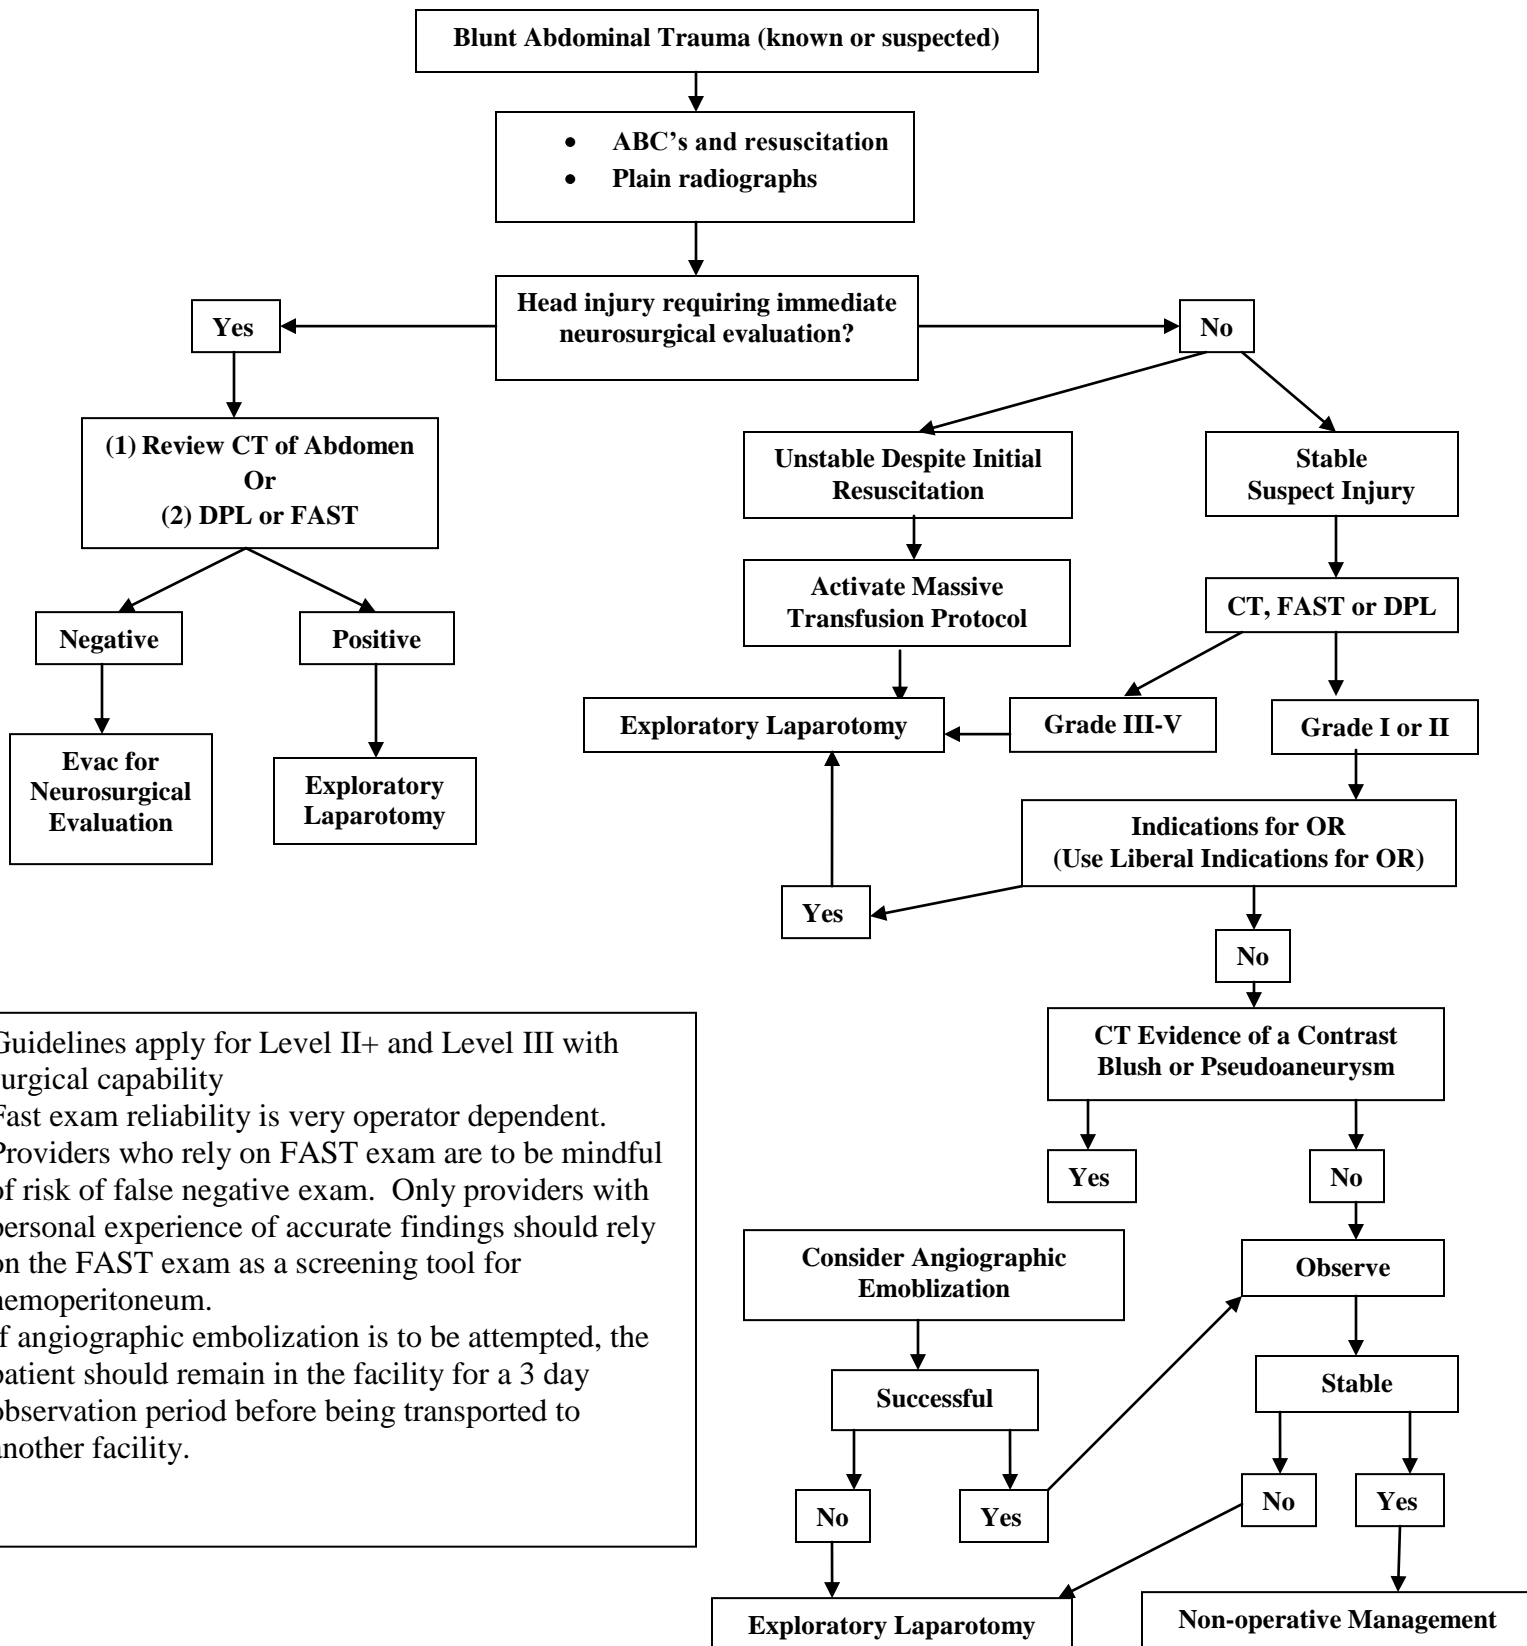 Blunt Abdominal Trauma (known or suspected)
• ABC’s and resuscitation
• Plain radiographs
Head injury requiring immediate
neurosurgical evaluation?
Yes
No
(1) Review CT of Abdomen
Or
(2) DPL or FAST
Unstable Despite Initial
Resuscitation
Stable
Suspect Injury
Activate Massive
Transfusion Protocol
CT, FAST or DPL
Negative
Positive
Exploratory Laparotomy
Grade III-V
Grade I or II
Evac for
Neurosurgical
Evaluation
Exploratory
Laparotomy
Indications for OR
(Use Liberal Indications for OR)
Yes
No
CT Evidence of a Contrast
Blush or Pseudoaneurysm
Yes
No
Guidelines apply for Level II+ and Level III with
surgical capability
Fast exam reliability is very operator dependent.
Providers who rely on FAST exam are to be mindful
of risk of false negative exam.  Only providers with
personal experience of accurate findings should rely
on the FAST exam as a screening tool for
hemoperitoneum.
If angiographic embolization is to be attempted, the
patient should remain in the facility for a 3 day
observation period before being transported to
another facility.
Consider Angiographic
Emoblization
Observe
Successful
Stable
No
Yes
No
Yes
Exploratory Laparotomy
Non-operative Management